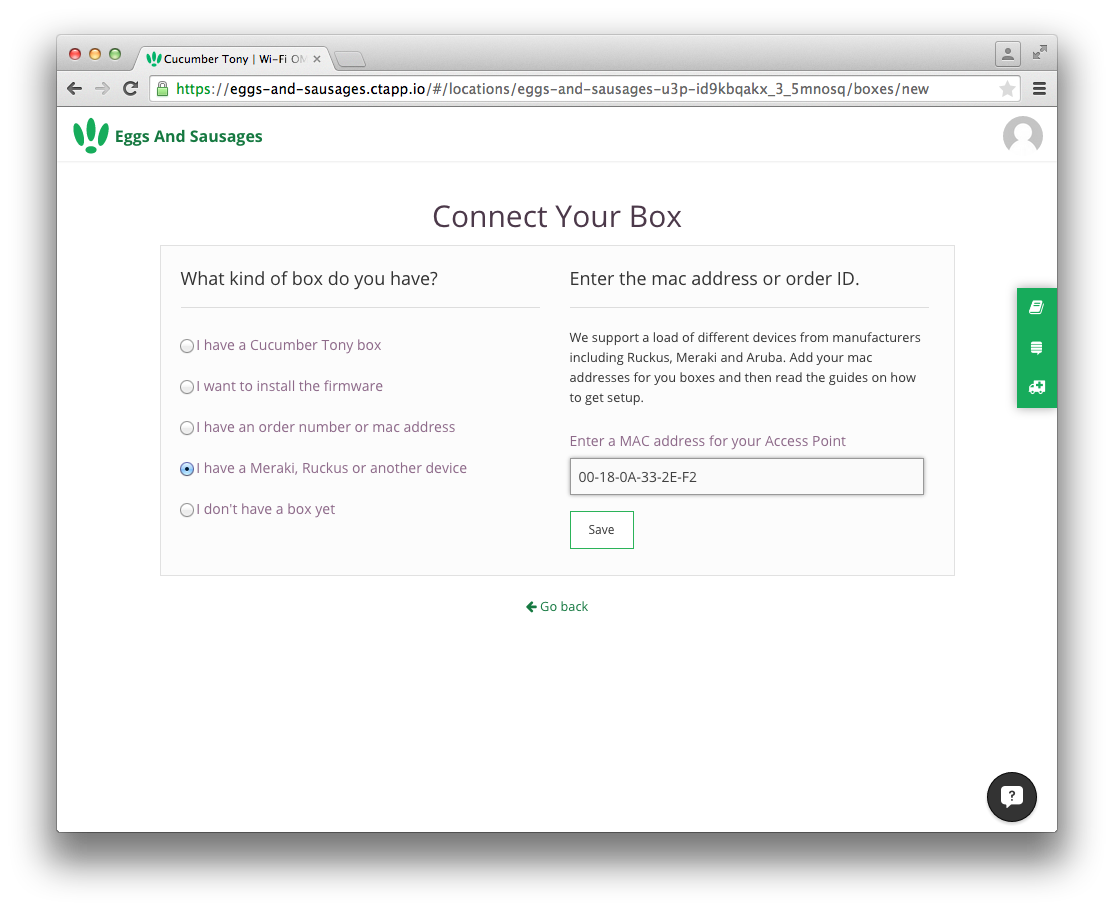 Cucumber Tony | Wi-Fi OM
https://eggs-and-sausages.ctapp.io/#/locations/eggs-and-sausages-u3p-id9kbqakx_3_5mnosq/boxes/new
Eggs And Sausages
Connect Your Box
What kind of box do you have?
I have a Cucumber Tony box
I want to install the firmware
I have an order number or mac address
I have a Meraki, Ruckus or another device
I don't have a box yet
Enter the mac address or order ID.
We support a load of different devices from manufacturers
including Ruckus, Meraki and Aruba. Add your mac
addresses for you boxes and then read the guides on how
to get setup.
Enter a MAC address for your Access Point
00-18-0A-33-2E-F2
Save
Go back
?